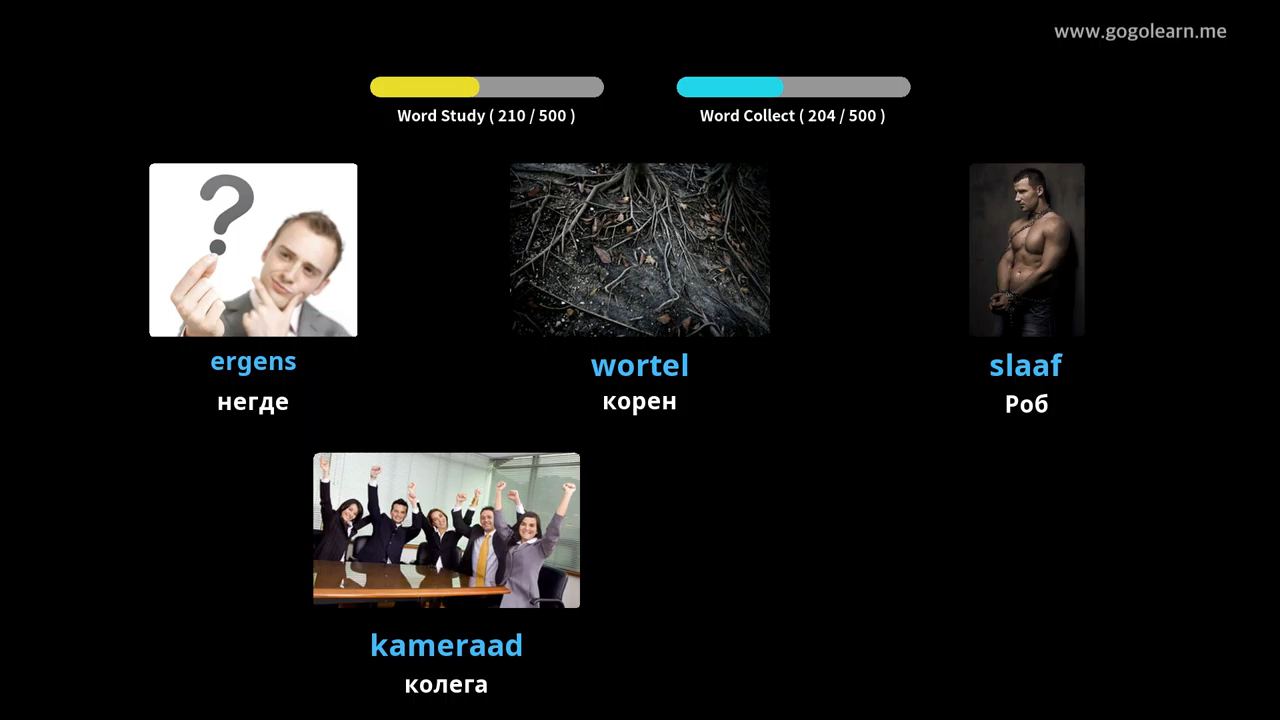 www.gogolearn.me
Word Study ( 210 / 500 )
Word Collect ( 204 / 500 )
ergens
негде
wortel
корен
slaaf
Роб
kameraad
колега